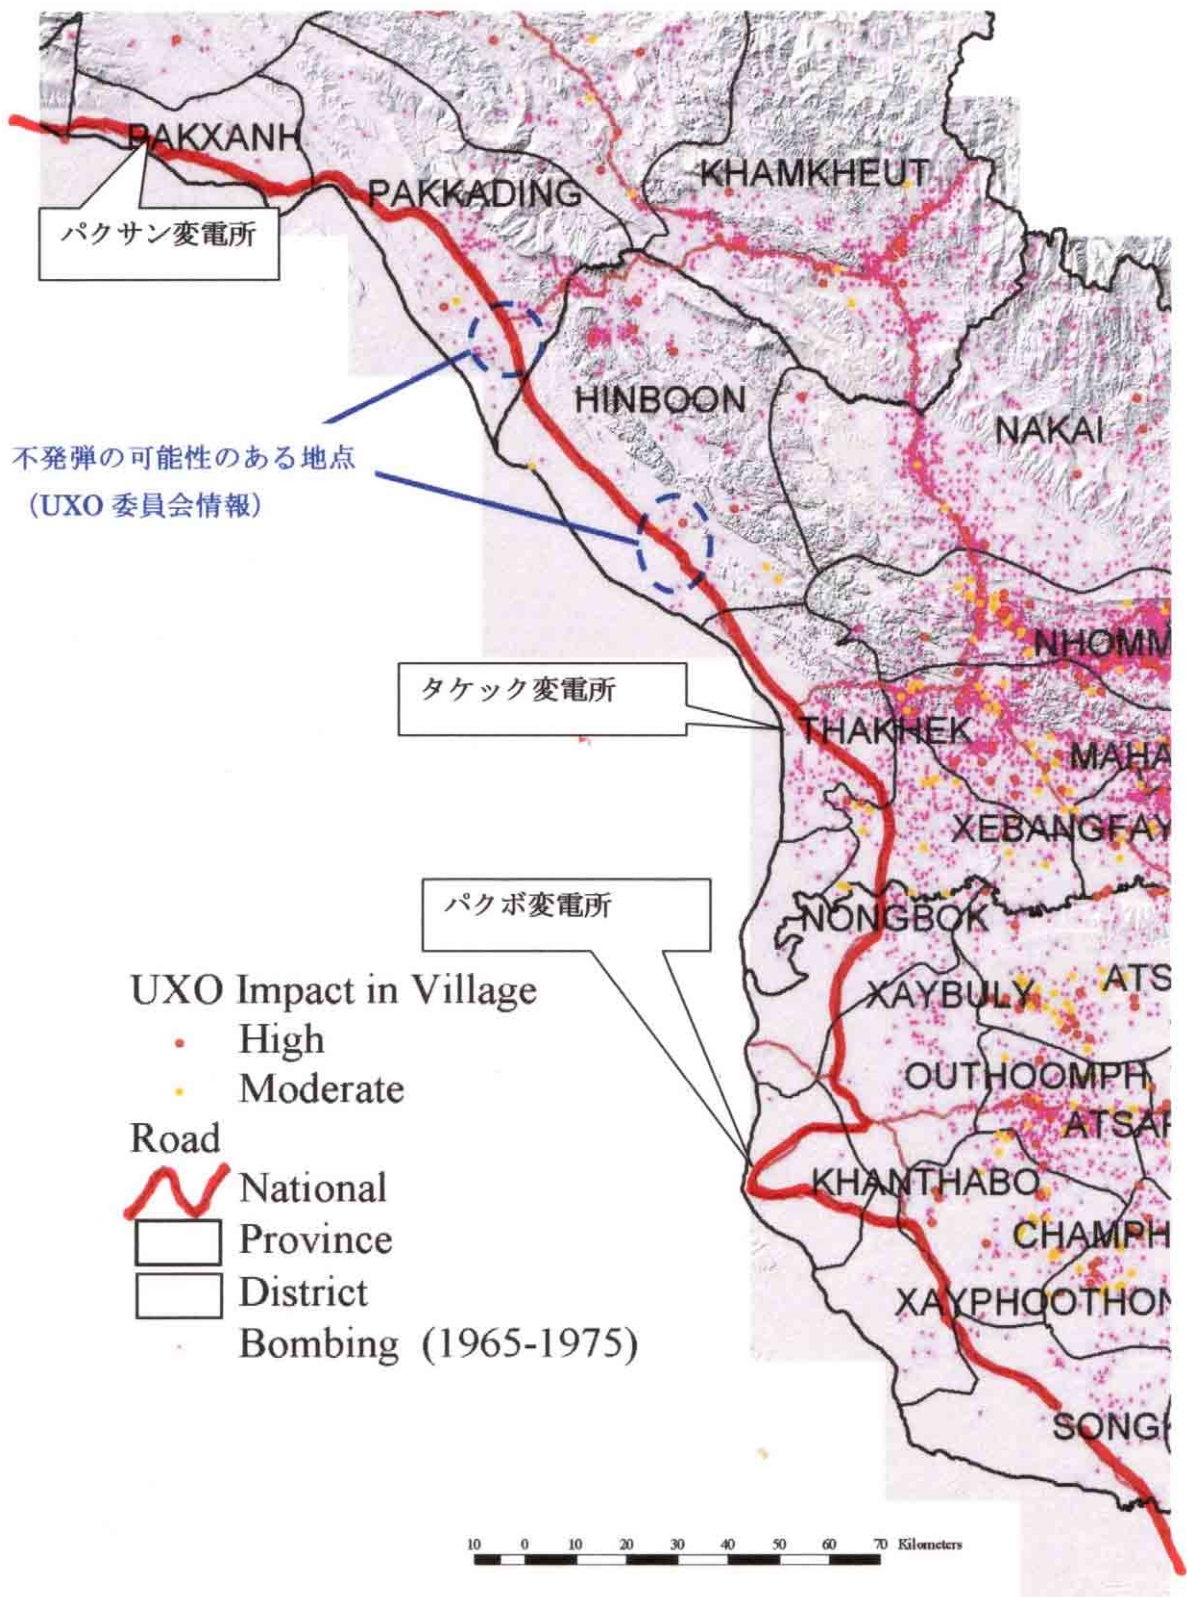 PAKXANH
KHAMKHEUT
PAKKADING
パクサン変電所
HINBOON
NAKAI
不発弾の可能性のある地点
（UXO 委員会情報）
NHOMM
タケック変電所
THAKHEK
MAHA
XEBANGFAY
パクボ変電所
NONGBOK
UXO Impact in Village
High
Moderate
Road
National
Province
District
Bombing (1965-1975)
XAYBULY
ATS
OUTHOOMPH
ATSAP
KHANTHABO
CHAMPH
XAYPHOOTHON
SONGK
10 0 10 20 30 40 50 60 70 Kilometers